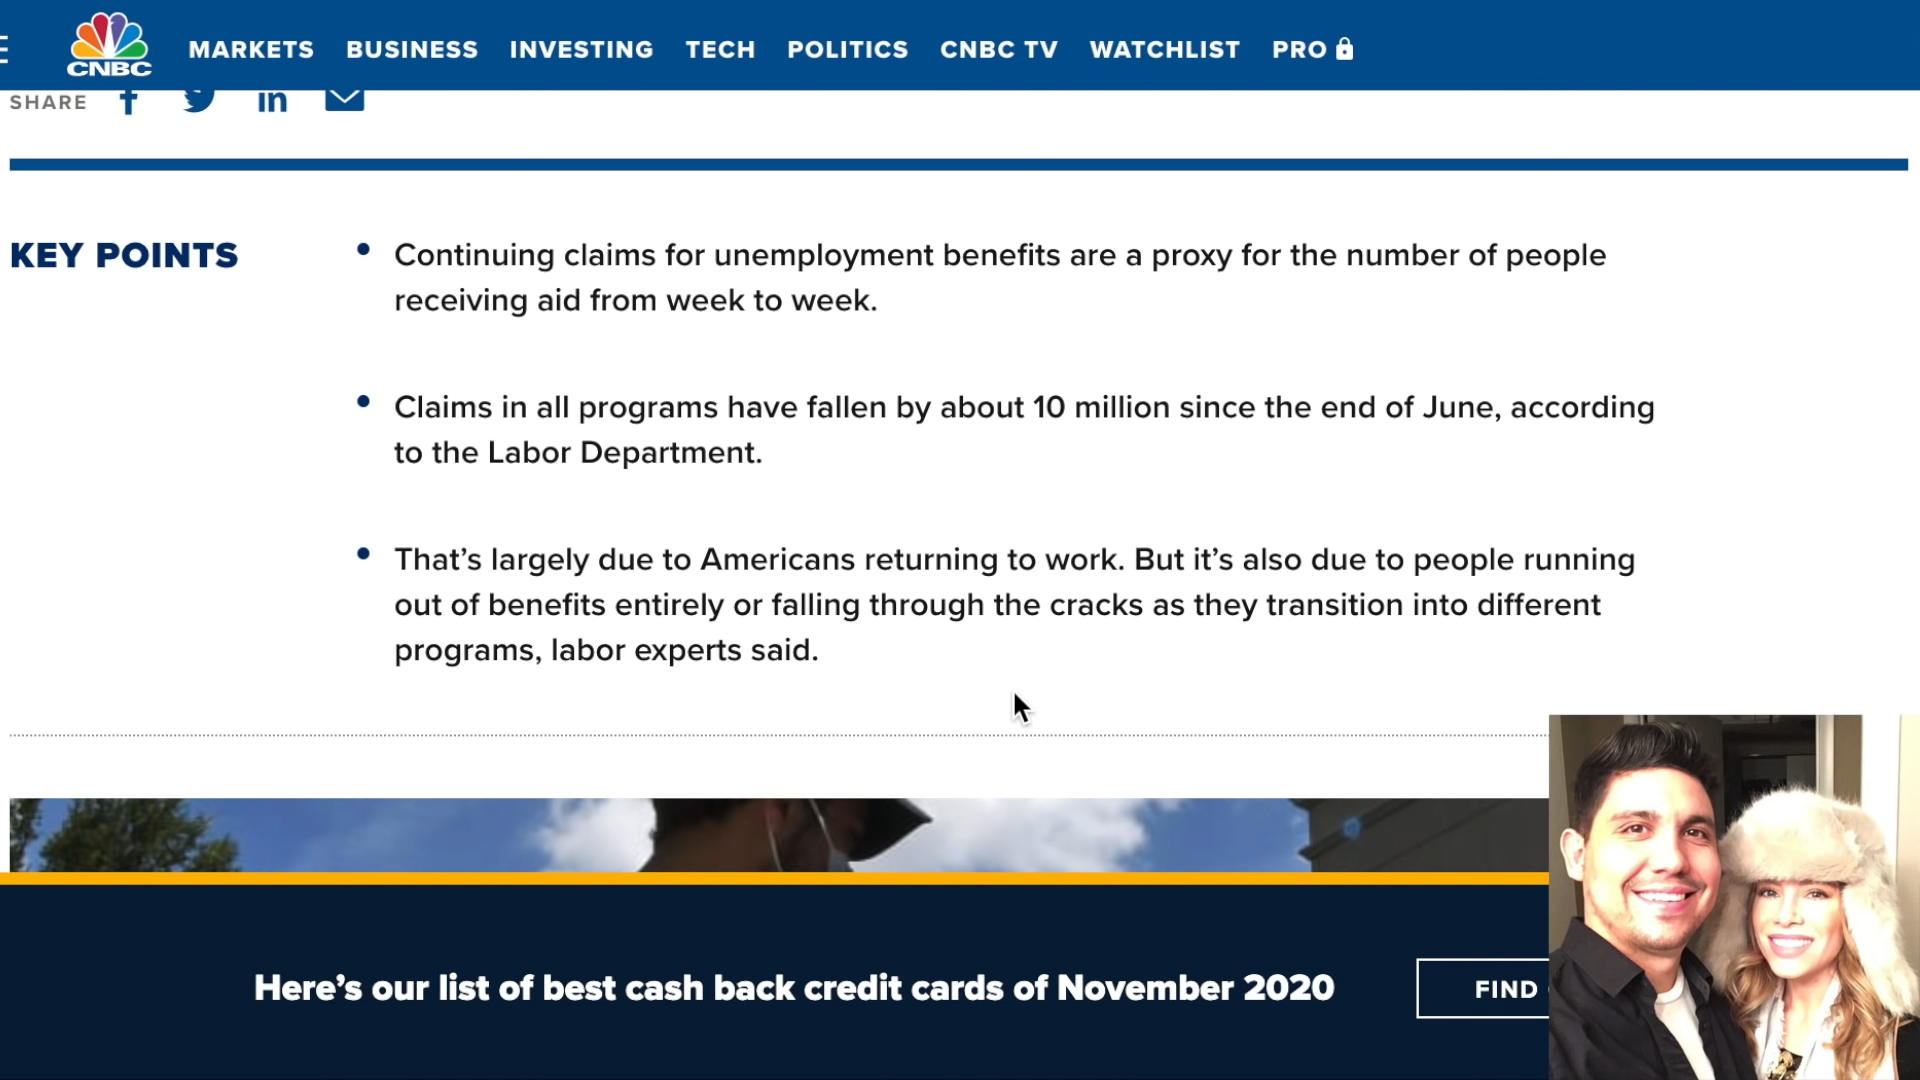 CNBC
MARKETS BUSINESS INVESTING TECH POLITICS CNBC TV WATCHLIST PRO
SHARE
KEY POINTS
• Continuing claims for unemployment benefits are a proxy for the number of people
receiving aid from week to week.
• Claims in all programs have fallen by about 10 million since the end of June, according
to the Labor Department.
• That’s largely due to Americans returning to work. But it’s also due to people running
out of benefits entirely or falling through the cracks as they transition into different
programs, labor experts said.
Here’s our list of best cash back credit cards of November 2020
FIND